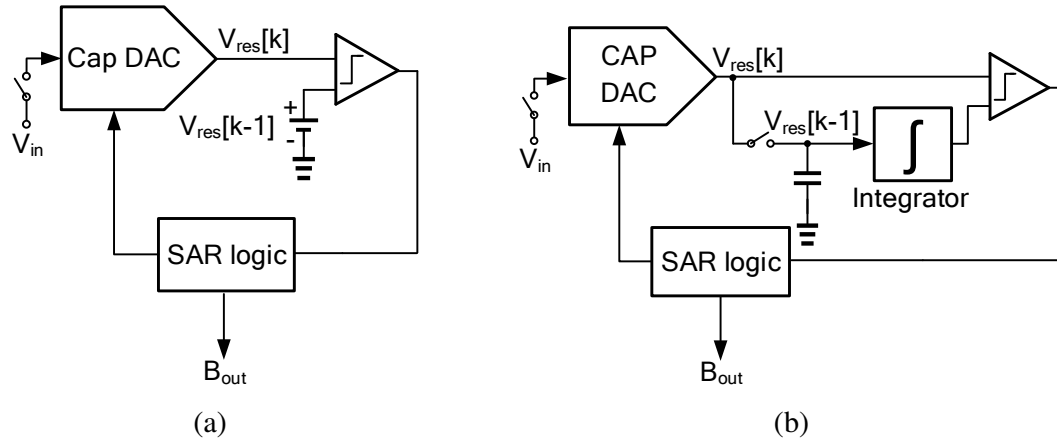 Cap DAC
V_res[k]
V_res[k-1]
+
-
V_in
SAR logic
B_out
(a)
CAP
DAC
V_res[k]
V_res[k-1]
∫
Integrator
V_in
SAR logic
B_out
(b)